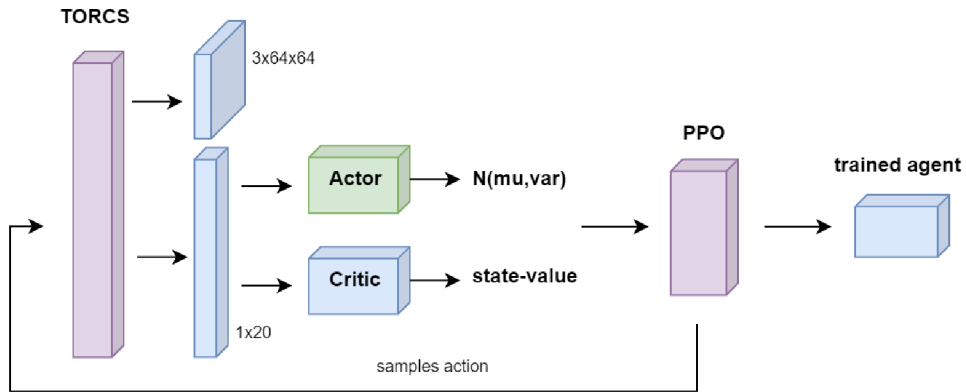 TORCS
3x64x64
PPO
trained agent
Actor
N(mu,var)
Critic
state-value
1x20
samples action